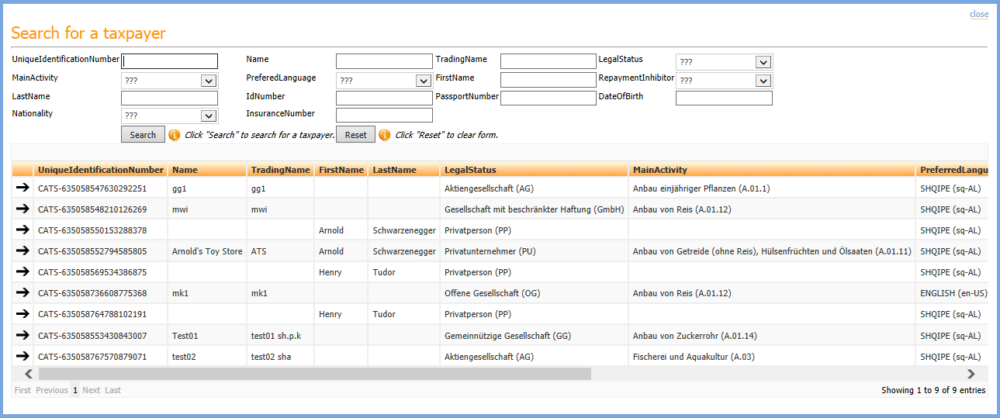 close
Search for a taxpayer
UniqueIdentificationNumber Name TradingName LegalStatus ???
MainActivity ??? PreferedLanguage ??? FirstName RepaymentInhibitor ???
LastName IdNumber PassportNumber DateOfBirth
Nationality ??? InsuranceNumber
Search Click "Search" to search for a taxpayer. Reset Click "Reset" to clear form.
UniqueIdentificationNumber Name TradingName FirstName LastName LegalStatus MainActivity PreferredLangu
CATS-635058547630292251 gg1 gg1 Aktiengesellschaft (AG) Anbau einjähriger Pflanzen (A.01.1) SHQIPE (sq-AL)
CATS-635058548210126269 mwi mwi Gesellschaft mit beschränkter Haftung (GmbH) Anbau von Reis (A.01.12) SHQIPE (sq-AL)
CATS-635058550153288378 Arnold Schwarzenegger Privatperson (PP) SHQIPE (sq-AL)
CATS-635058552794585805 Arnold's Toy Store ATS Arnold Schwarzenegger Privatunternehmer (PU) Anbau von Getreide (ohne Reis), Hülsenfrüchten und Ölsaaten (A.01.11) SHQIPE (sq-AL)
CATS-635058569534386875 Henry Tudor Privatperson (PP) SHQIPE (sq-AL)
CATS-635058736608775368 mk1 mk1 Offene Gesellschaft (OG) Anbau von Reis (A.01.12) ENGLISH (en-US)
CATS-635058764788102191 Henry Tudor Privatperson (PP) SHQIPE (sq-AL)
CATS-635058553430843007 Test01 test01 sh.p.k Gemeinnützige Gesellschaft (GG) Anbau von Zuckerrohr (A.01.14) SHQIPE (sq-AL)
CATS-635058767570879071 test02 test02 sha Aktiengesellschaft (AG) Fischerei und Aquakultur (A.03) SHQIPE (sq-AL)
First Previous 1 Next Last Showing 1 to 9 of 9 entries